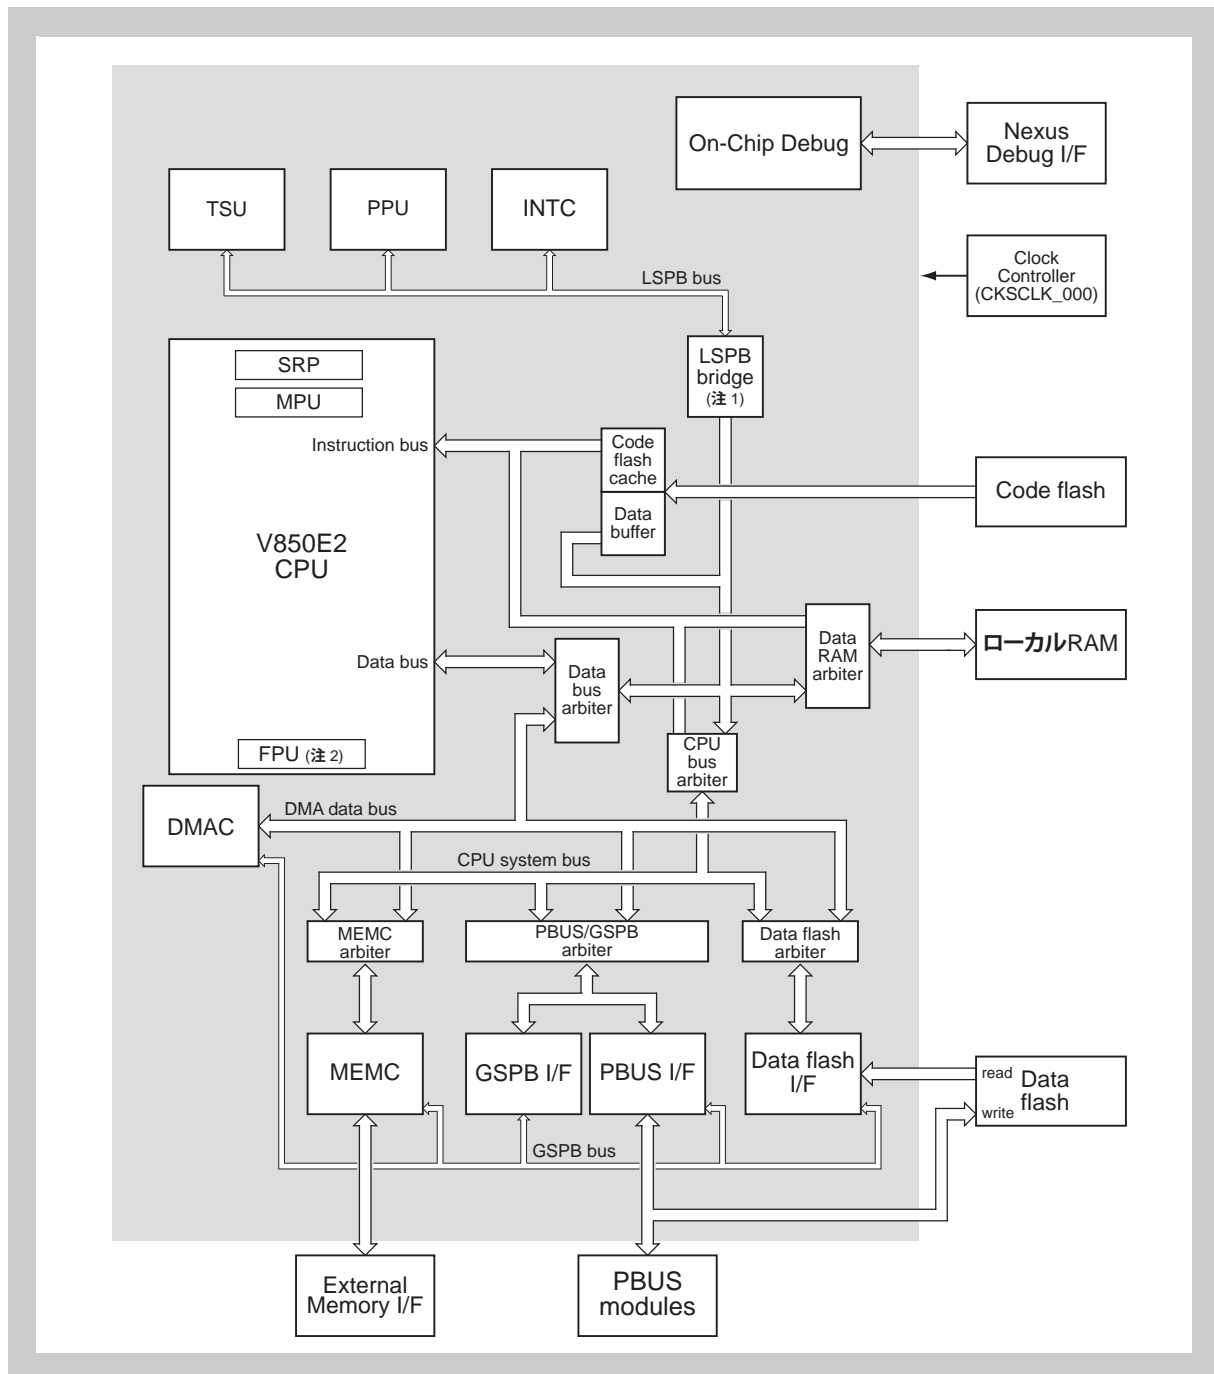 On-Chip Debug
Nexus
Debug I/F
TSU
PPU
INTC
LSPB bus
Clock
Controller
(CKSCLK_000)
SRP
MPU
Instruction bus
V850E2
CPU
Data bus
FPU (注 2)
LSPB
bridge
(注 1)
Code
flash
cache
Data
buffer
Code flash
Data
RAM
arbiter
ローカルRAM
Data
bus
arbiter
CPU
bus
arbiter
DMAC
DMA data bus
CPU system bus
MEMC
arbiter
PBUS/GSPB
arbiter
Data flash
arbiter
MEMC
GSPB I/F
PBUS I/F
Data flash
I/F
read
Data
flash
write
GSPB bus
External
Memory I/F
PBUS
modules